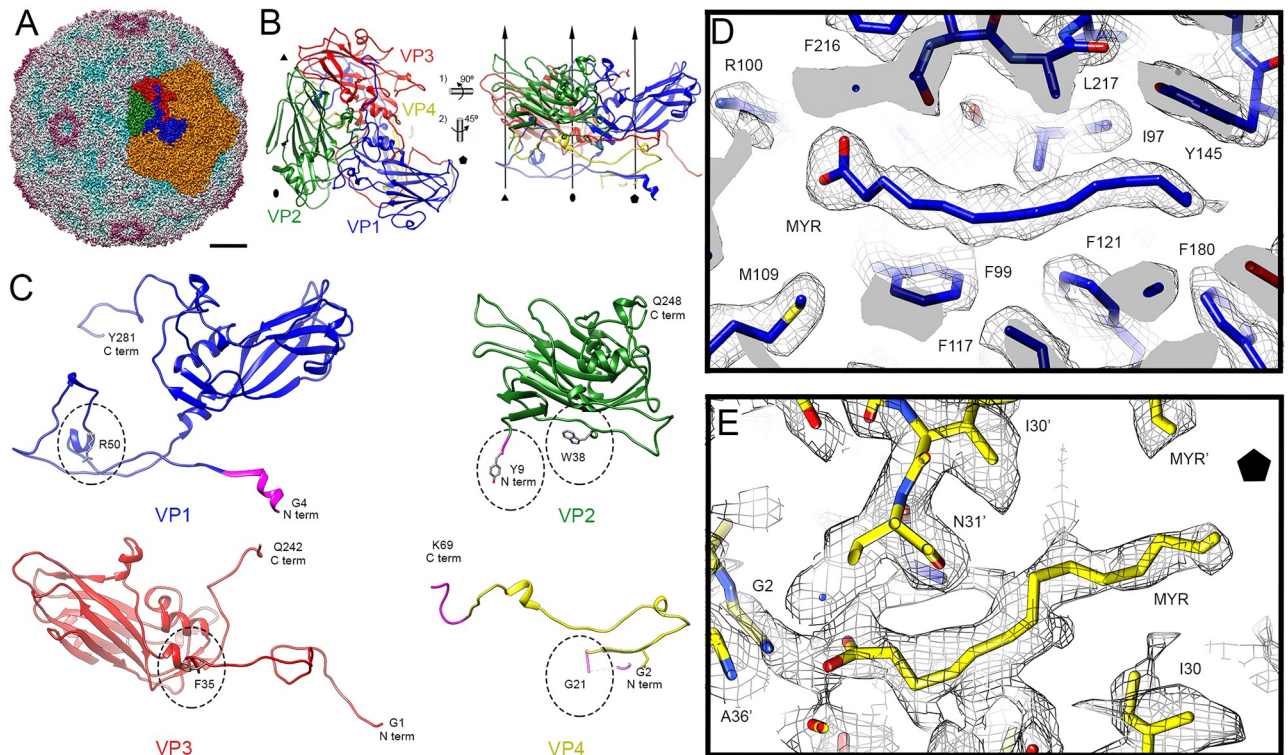 A
B
VP3
VP4
VP2
VP1
1)
90º
2)
45º
C
Y281
C term
R50
G4
N term
VP1
Q248
C term
Y9
N term
W38
VP2
Q242
C term
F35
G1
N term
VP3
K69
C term
G21
G2
N term
VP4
D
F216
R100
L217
I97
Y145
MYR
M109
F99
F121
F180
F117
E
I30’
MYR’
N31’
G2
MYR
A36’
I30